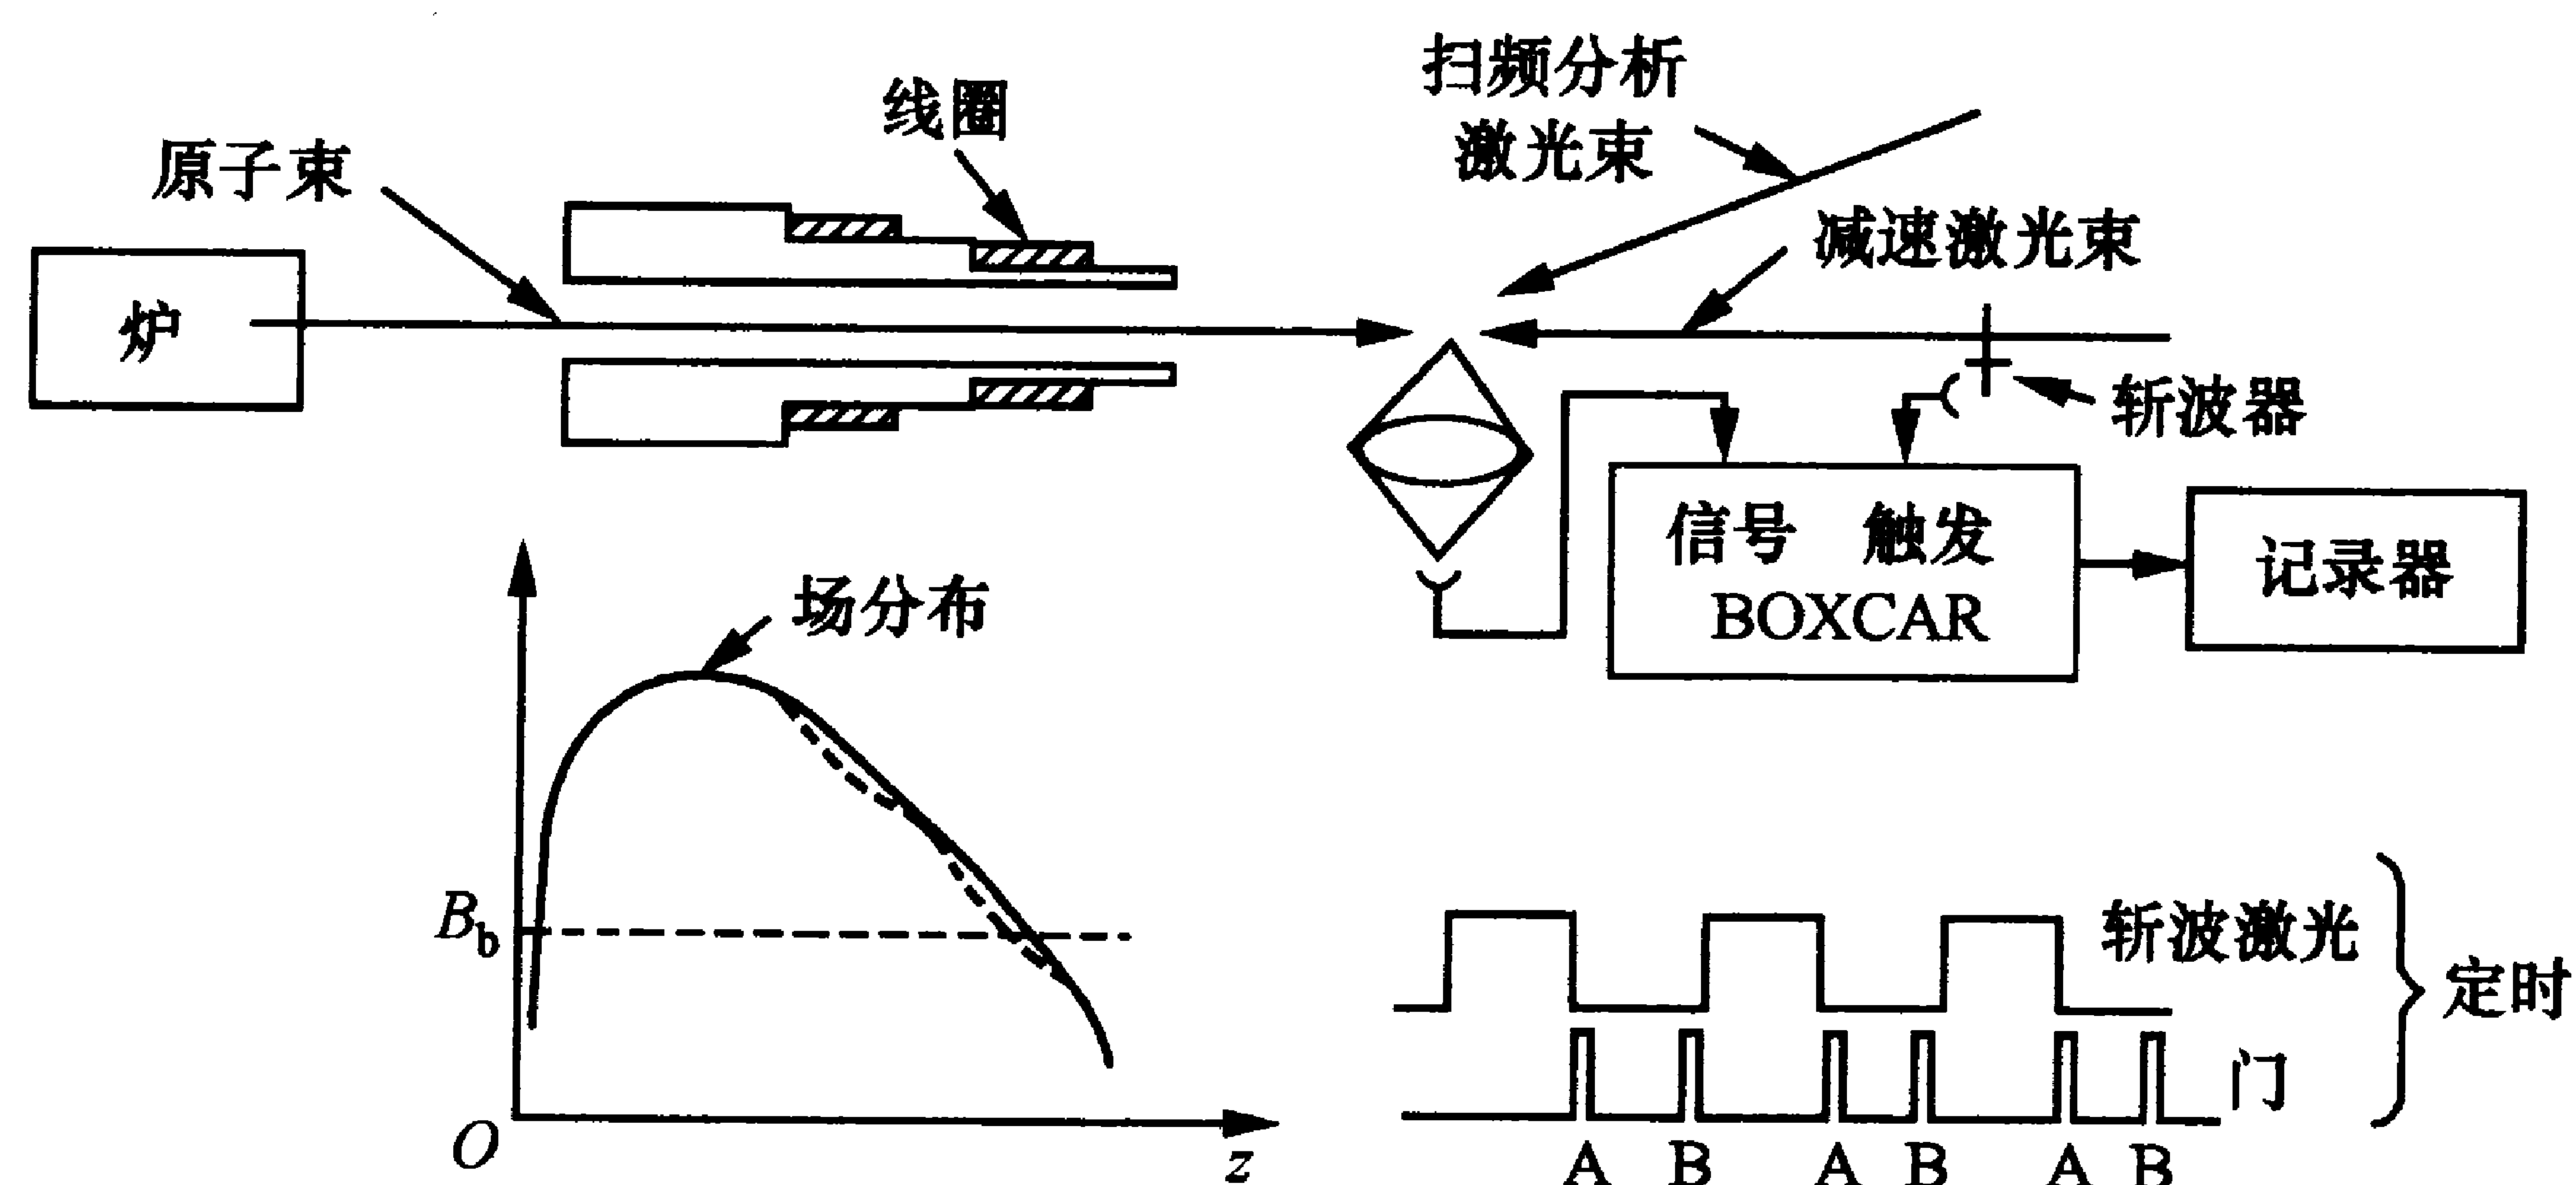 扫频分析
激光束
线圈
原子束
减速激光束
炉
斩波器
信号 触发
BOXCAR
记录器
场分布
B_b
斩波激光
定时
门
O
z
A B A B A B